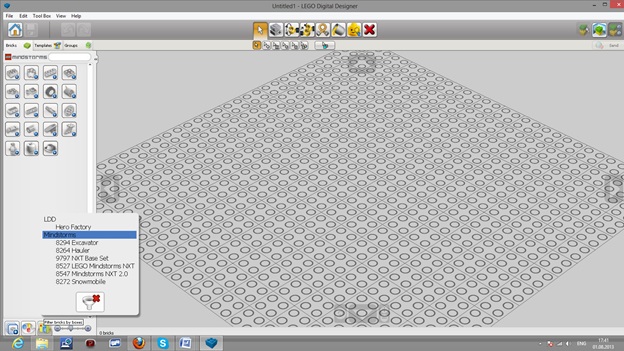 Untitled1* - LEGO Digital Designer
File Edit Tool Box View Help
Bricks Templates Groups
Send
mindstorms
LDD
Hero Factory
Mindstorms
8294 Excavator
8264 Hauler
9797 NXT Base Set
8527 LEGO Mindstorms NXT
8547 Mindstorms NXT 2.0
8272 Snowmobile
Filter bricks by boxes
0 bricks
ENG
13:41
01.09.2013